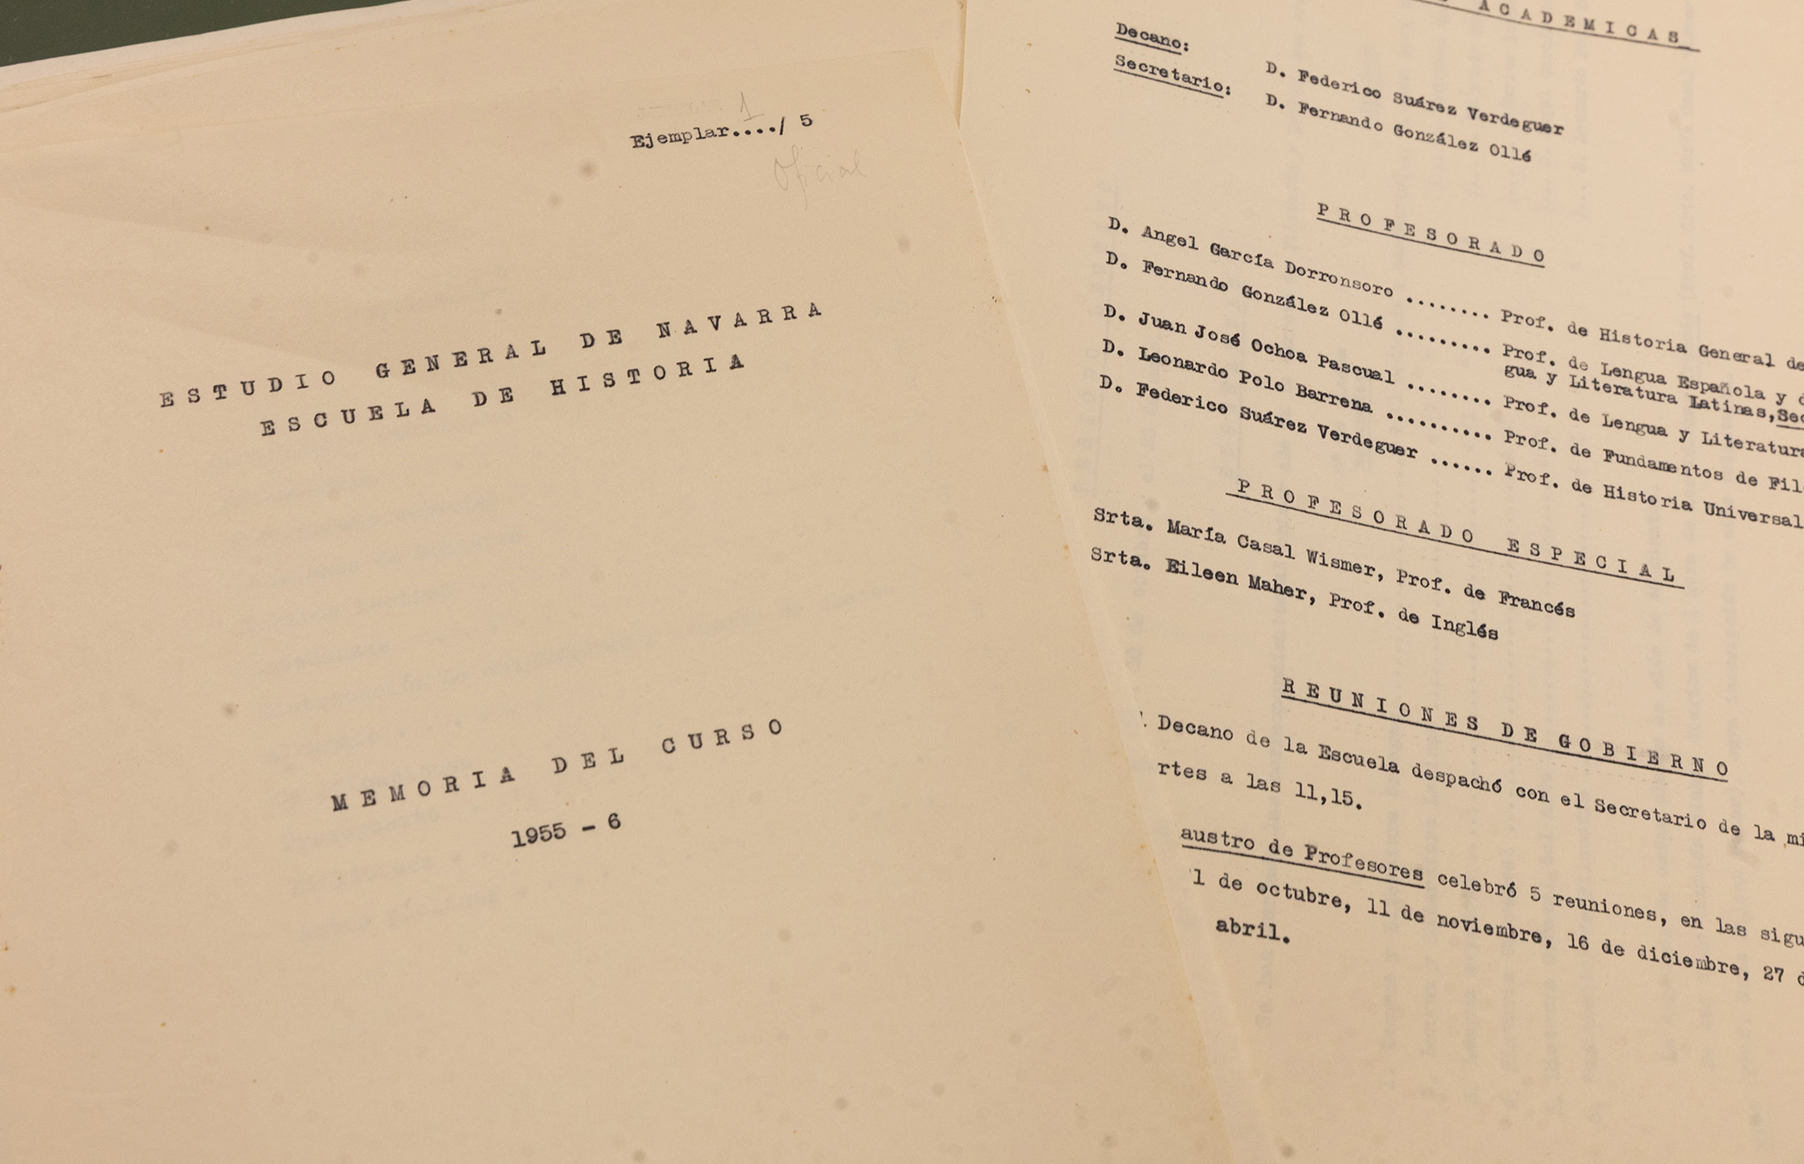 1
Ejemplar..../ 5
Oficial
ESTUDIO GENERAL DE NAVARRA
ESCUELA DE HISTORIA
MEMORIA DEL CURSO
1955 - 6
ACADEMICAS
Decano:
D. Federico Suárez Verdeguer
Secretario:
D. Fernando González Ollé
PROFESORADO
D. Angel García Dorronsoro ........ Prof. de Historia General de
D. Fernando González Ollé ......... Prof. de Lengua Española y
gua y Literatura Latinas, Sec
D. Juan José Ochoa Pascual ........ Prof. de Lengua y Literatura
D. Leonardo Polo Barrena .......... Prof. de Fundamentos de Fil
D. Federico Suárez Verdeguer ...... Prof. de Historia Universal
PROFESORADO ESPECIAL
Srta. María Casal Wismer, Prof. de Francés
Srta. Eileen Maher, Prof. de Inglés
REUNIONES DE GOBIERNO
Decano de la Escuela despachó con el Secretario de la mi
rtes a las 11,15.
austro de Profesores celebró 5 reuniones, en las sigu
1 de octubre, 11 de noviembre, 16 de diciembre, 27 d
abril.